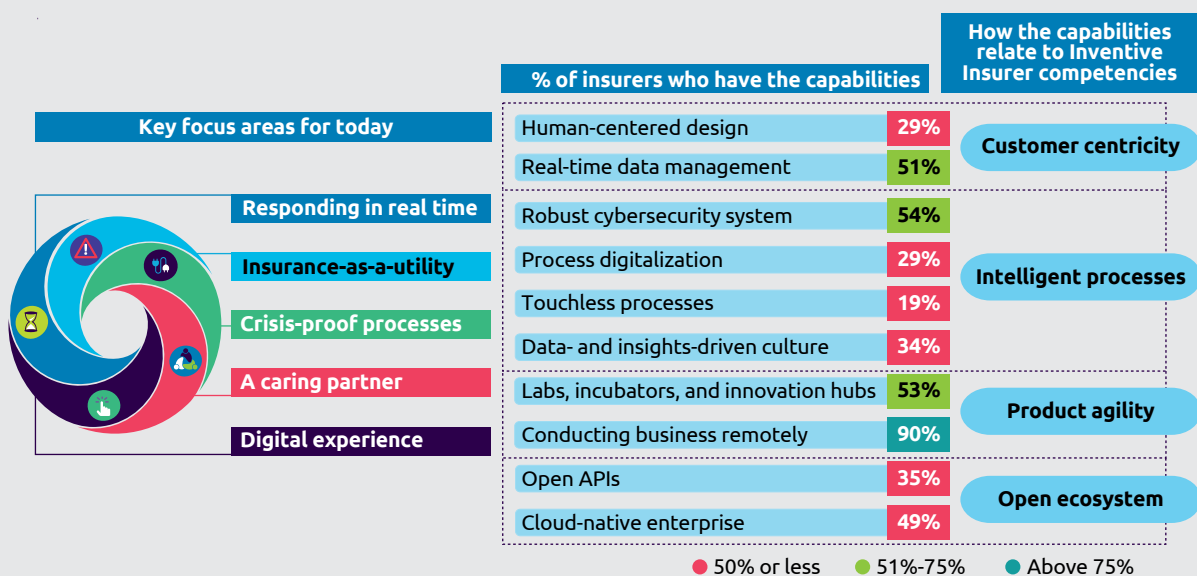 How the capabilities
relate to Inventive
Insurer competencies
% of insurers who have the capabilities
Key focus areas for today
Human-centered design 29%
Customer centricity
Real-time data management 51%
Responding in real time
Insurance-as-a-utility
Crisis-proof processes
A caring partner
Digital experience
Robust cybersecurity system 54%
Process digitalization 29%
Intelligent processes
Touchless processes 19%
Data- and insights-driven culture 34%
Labs, incubators, and innovation hubs 53%
Product agility
Conducting business remotely 90%
Open APIs 35%
Open ecosystem
Cloud-native enterprise 49%
50% or less 51%-75% Above 75%